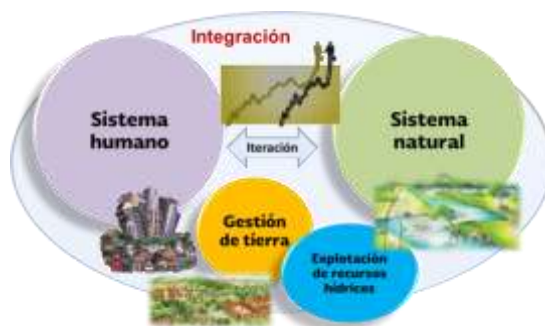 Integración
Sistema
humano
Sistema
natural
Iteración
Gestión
de tierra
Explotación
de recursos
hídricos